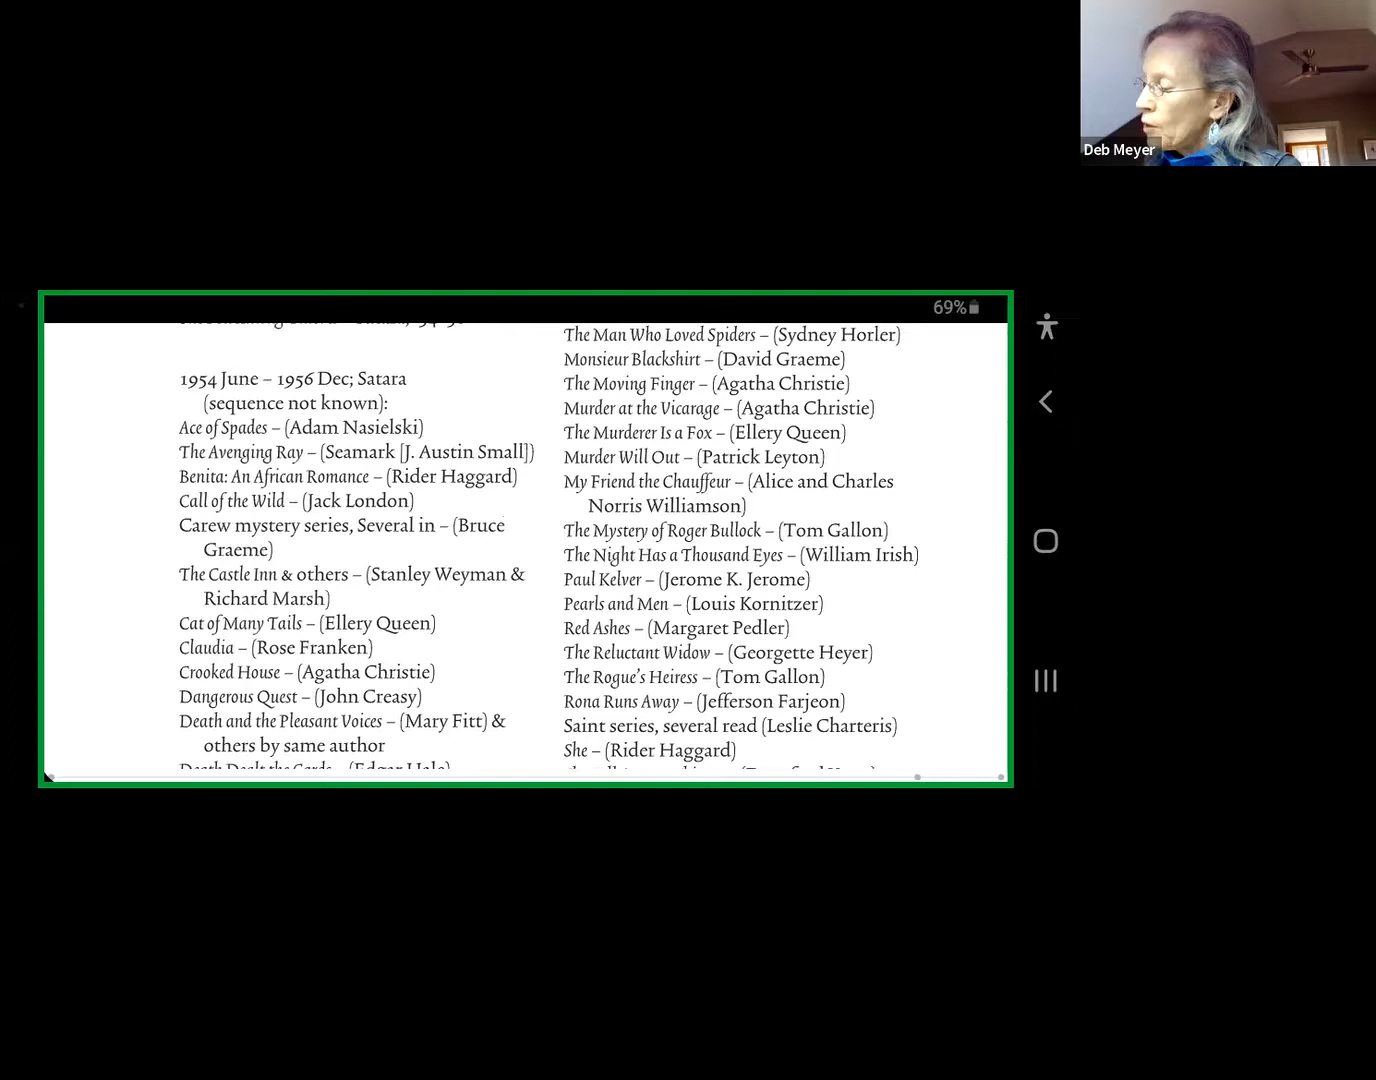 Deb Meyer
69%
1954 June – 1956 Dec; Satara
(sequence not known):
Ace of Spades – (Adam Nasielski)
The Avenging Ray – (Seamark [J. Austin Small])
Benita: An African Romance – (Rider Haggard)
Call of the Wild – (Jack London)
Carew mystery series, Several in – (Bruce
Graeme)
The Castle Inn & others – (Stanley Weyman &
Richard Marsh)
Cat of Many Tails – (Ellery Queen)
Claudia – (Rose Franken)
Crooked House – (Agatha Christie)
Dangerous Quest – (John Creasy)
Death and the Pleasant Voices – (Mary Fitt) &
others by same author
Death Dealt the Cards – (Edgar Hale)
The Man Who Loved Spiders – (Sydney Horler)
Monsieur Blackshirt – (David Graeme)
The Moving Finger – (Agatha Christie)
Murder at the Vicarage – (Agatha Christie)
The Murderer Is a Fox – (Ellery Queen)
Murder Will Out – (Patrick Leyton)
My Friend the Chauffeur – (Alice and Charles
Norris Williamson)
The Mystery of Roger Bullock – (Tom Gallon)
The Night Has a Thousand Eyes – (William Irish)
Paul Kelver – (Jerome K. Jerome)
Pearls and Men – (Louis Kornitzer)
Red Ashes – (Margaret Pedler)
The Reluctant Widow – (Georgette Heyer)
The Rogue's Heiress – (Tom Gallon)
Rona Runs Away – (Jefferson Farjeon)
Saint series, several read (Leslie Charteris)
She – (Rider Haggard)